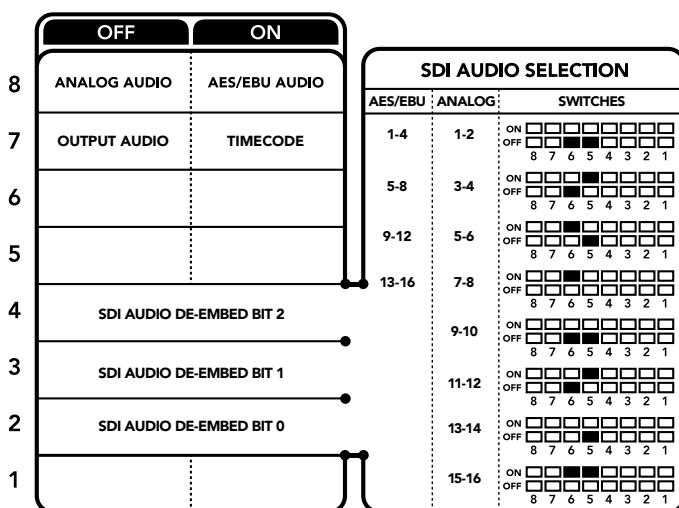 OFF ON
8 ANALOG AUDIO AES/EBU AUDIO
7 OUTPUT AUDIO TIMECODE
6
5
4 SDI AUDIO DE-EMBED BIT 2
3 SDI AUDIO DE-EMBED BIT 1
2 SDI AUDIO DE-EMBED BIT 0
1
SDI AUDIO SELECTION
AES/EBU ANALOG SWITCHES
1-4 1-2 ON
OFF
8 7 6 5 4 3 2 1
5-8 3-4 ON
OFF
8 7 6 5 4 3 2 1
9-12 5-6 ON
OFF
8 7 6 5 4 3 2 1
13-16 7-8 ON
OFF
8 7 6 5 4 3 2 1
9-10 ON
OFF
8 7 6 5 4 3 2 1
11-12 ON
OFF
8 7 6 5 4 3 2 1
13-14 ON
OFF
8 7 6 5 4 3 2 1
15-16 ON
OFF
8 7 6 5 4 3 2 1